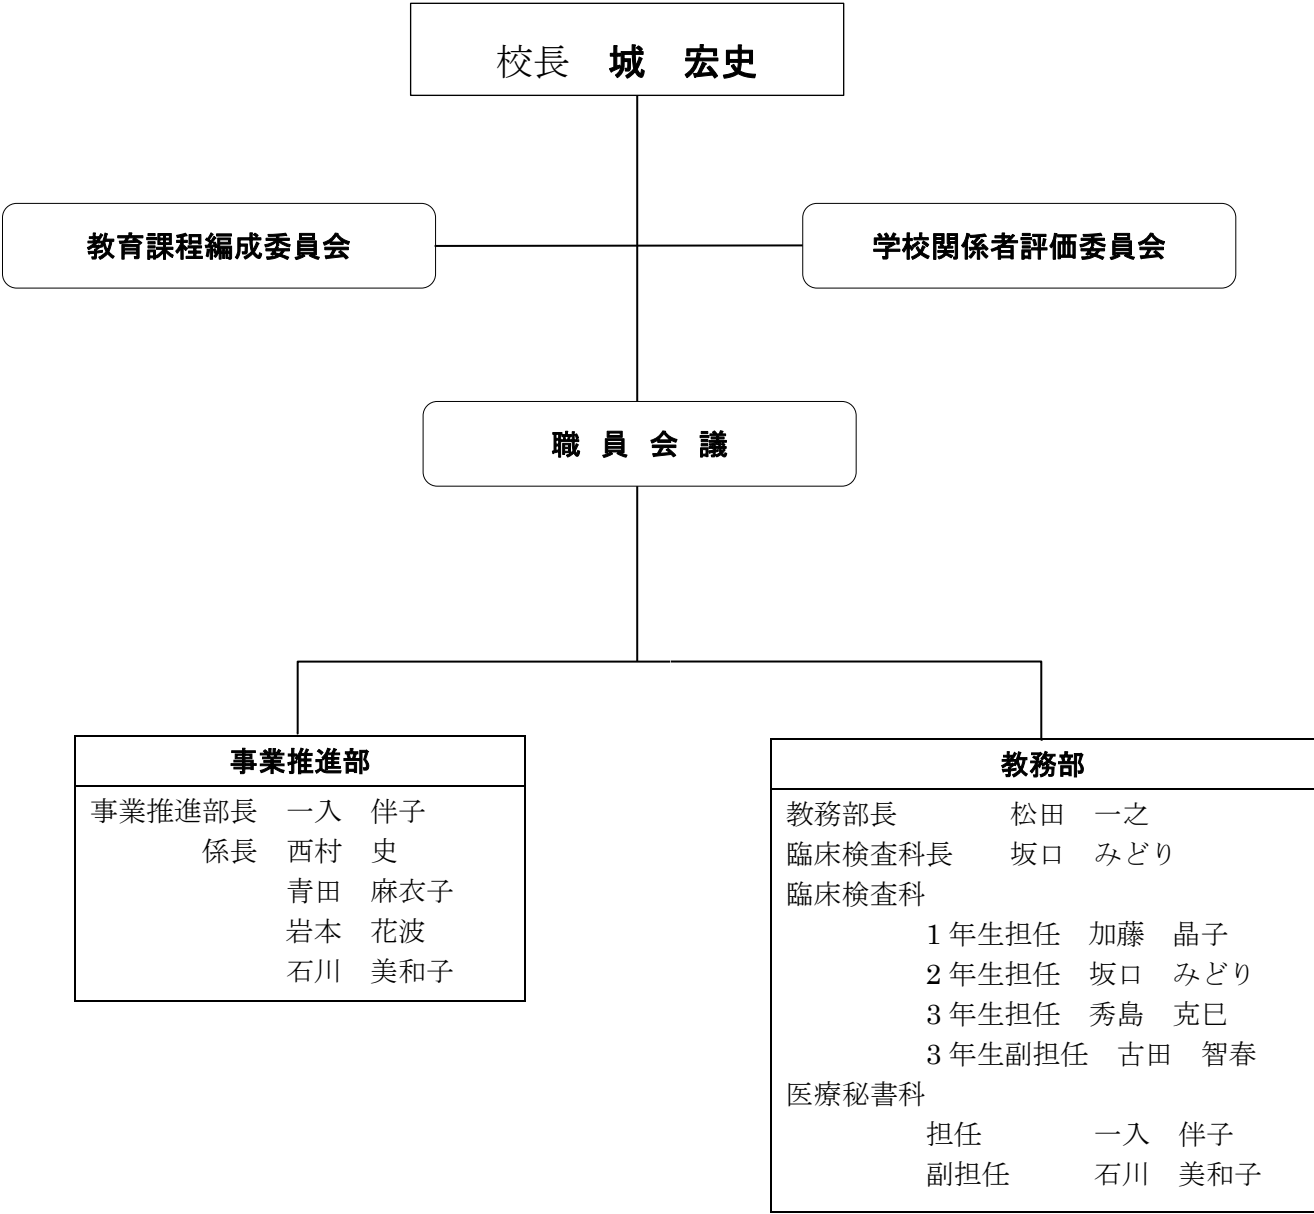 校長　城　宏史
教育課程編成委員会
学校関係者評価委員会
職 員 会 議
事業推進部
事業推進部長　一入　伴子
係長　西村　史
青田　麻衣子
岩本　花波
石川　美和子
教務部
教務部長　松田　一之
臨床検査科長　坂口　みどり
臨床検査科
1 年生担任　加藤　晶子
2 年生担任　坂口　みどり
3 年生担任　秀島　克巳
3 年生副担任　古田　智春
医療秘書科
担任　一入　伴子
副担任　石川　美和子